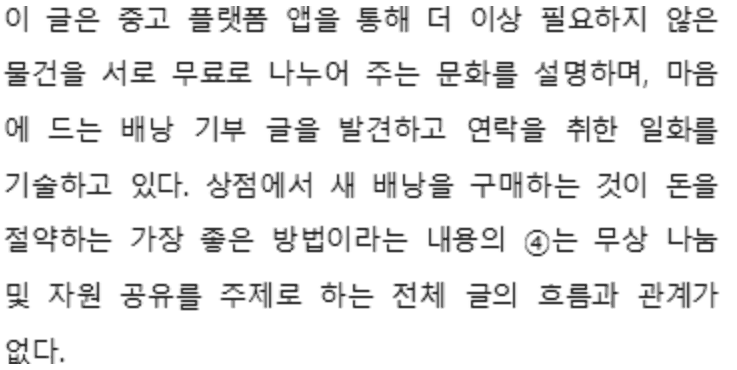 이 글은 중고 플랫폼 앱을 통해 더 이상 필요하지 않은
물건을 서로 무료로 나누어 주는 문화를 설명하며, 마음
에 드는 배낭 기부 글을 발견하고 연락을 취한 일화를
기술하고 있다. 상점에서 새 배낭을 구매하는 것이 돈을
절약하는 가장 좋은 방법이라는 내용의 ④는 무상 나눔
및 자원 공유를 주제로 하는 전체 글의 흐름과 관계가
없다.